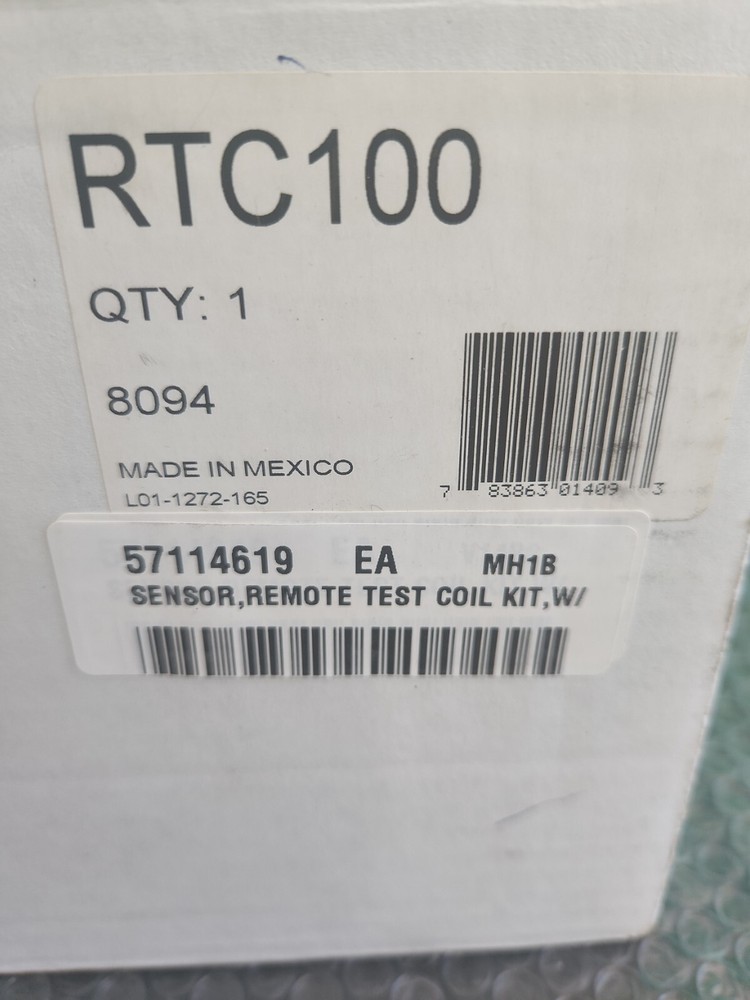 RTC100
QTY: 1
8094
MADE IN MEXICO
L01-1272-165
7 83863 01409 3
57114619 EA MH1B
SENSOR,REMOTE TEST COIL KIT,W/